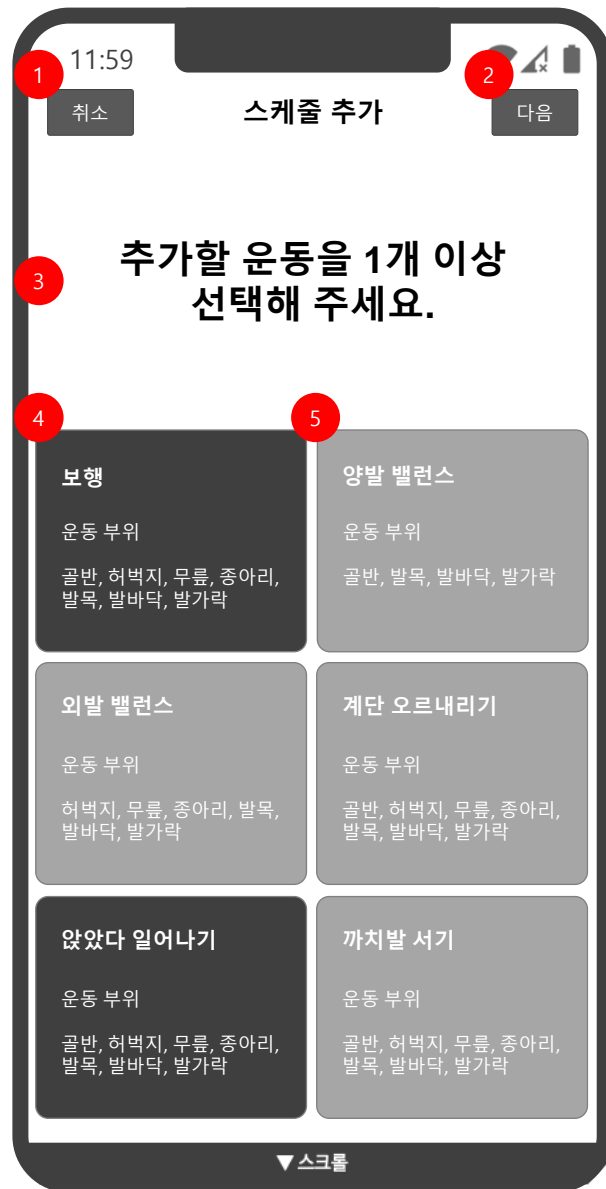 11:59
1
2
취소
스케줄 추가
다음
3
추가할 운동을 1개 이상
선택해 주세요.
4
5
보행
운동 부위
골반, 허벅지, 무릎, 종아리,
발목, 발바닥, 발가락
양발 밸런스
운동 부위
골반, 발목, 발바닥, 발가락
외발 밸런스
운동 부위
허벅지, 무릎, 종아리, 발목,
발바닥, 발가락
계단 오르내리기
운동 부위
골반, 허벅지, 무릎, 종아리,
발목, 발바닥, 발가락
앉았다 일어나기
운동 부위
골반, 허벅지, 무릎, 종아리,
발목, 발바닥, 발가락
까치발 서기
운동 부위
골반, 허벅지, 무릎, 종아리,
발목, 발바닥, 발가락
▼스크롤